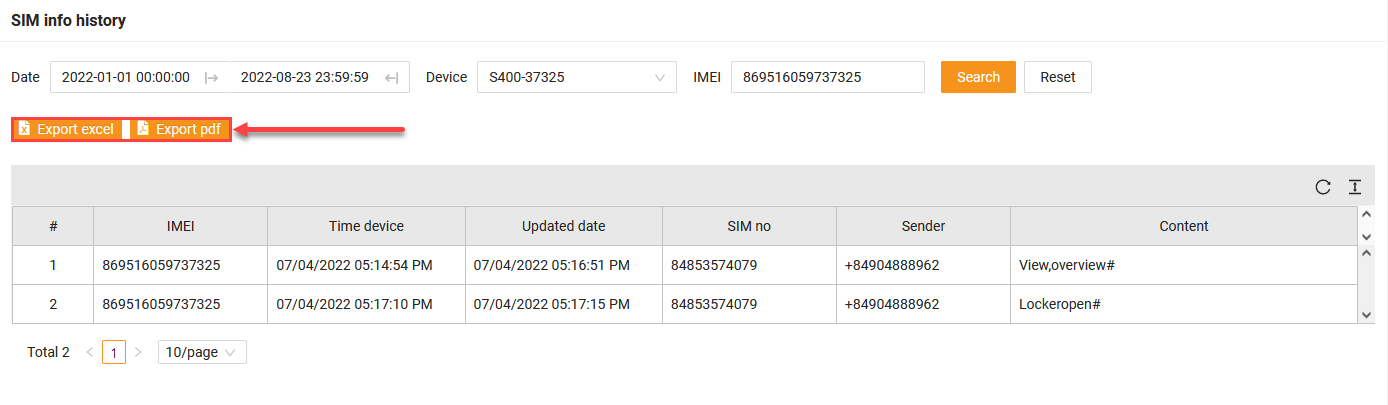 SIM info history
Date 2022-01-01 00:00:00 2022-08-23 23:59:59 Device S400-37325 IMEI 869516059737325 Search Reset
Export excel Export pdf
# IMEI Time device Updated date SIM no Sender Content
1 869516059737325 07/04/2022 05:14:54 PM 07/04/2022 05:16:51 PM 84853574079 +84904888962 View,overview#
2 869516059737325 07/04/2022 05:17:10 PM 07/04/2022 05:17:15 PM 84853574079 +84904888962 Lockeropen#
Total 2 < 1 > 10/page